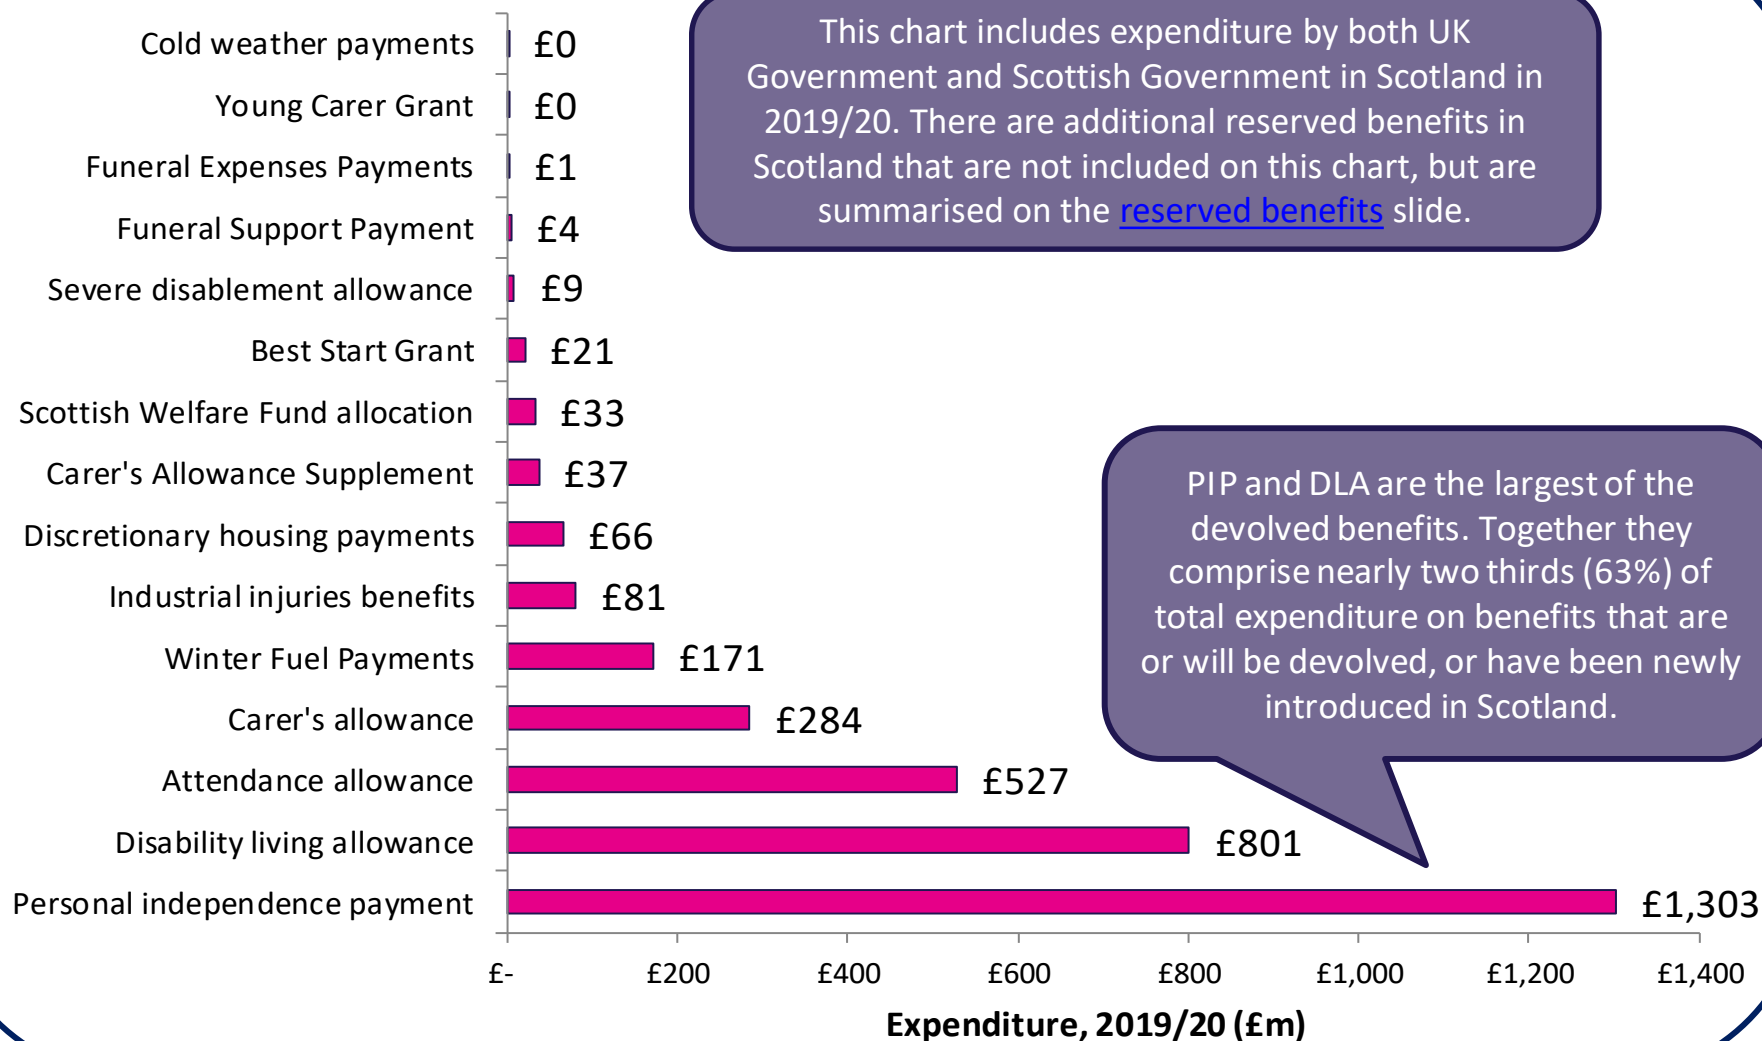 Cold weather payments £0
Young Carer Grant £0
Funeral Expenses Payments £1
Funeral Support Payment £4
Severe disablement allowance £9
Best Start Grant £21
Scottish Welfare Fund allocation £33
Carer's Allowance Supplement £37
Discretionary housing payments £66
Industrial injuries benefits £81
Winter Fuel Payments £171
Carer's allowance £284
Attendance allowance £527
Disability living allowance £801
Personal independence payment £1,303
£- £200 £400 £600 £800 £1,000 £1,200 £1,400
Expenditure, 2019/20 (£m)
This chart includes expenditure by both UK
Government and Scottish Government in Scotland in
2019/20. There are additional reserved benefits in
Scotland that are not included on this chart, but are
summarised on the reserved benefits slide.
PIP and DLA are the largest of the
devolved benefits. Together they
comprise nearly two thirds (63%) of
total expenditure on benefits that are
or will be devolved, or have been newly
introduced in Scotland.